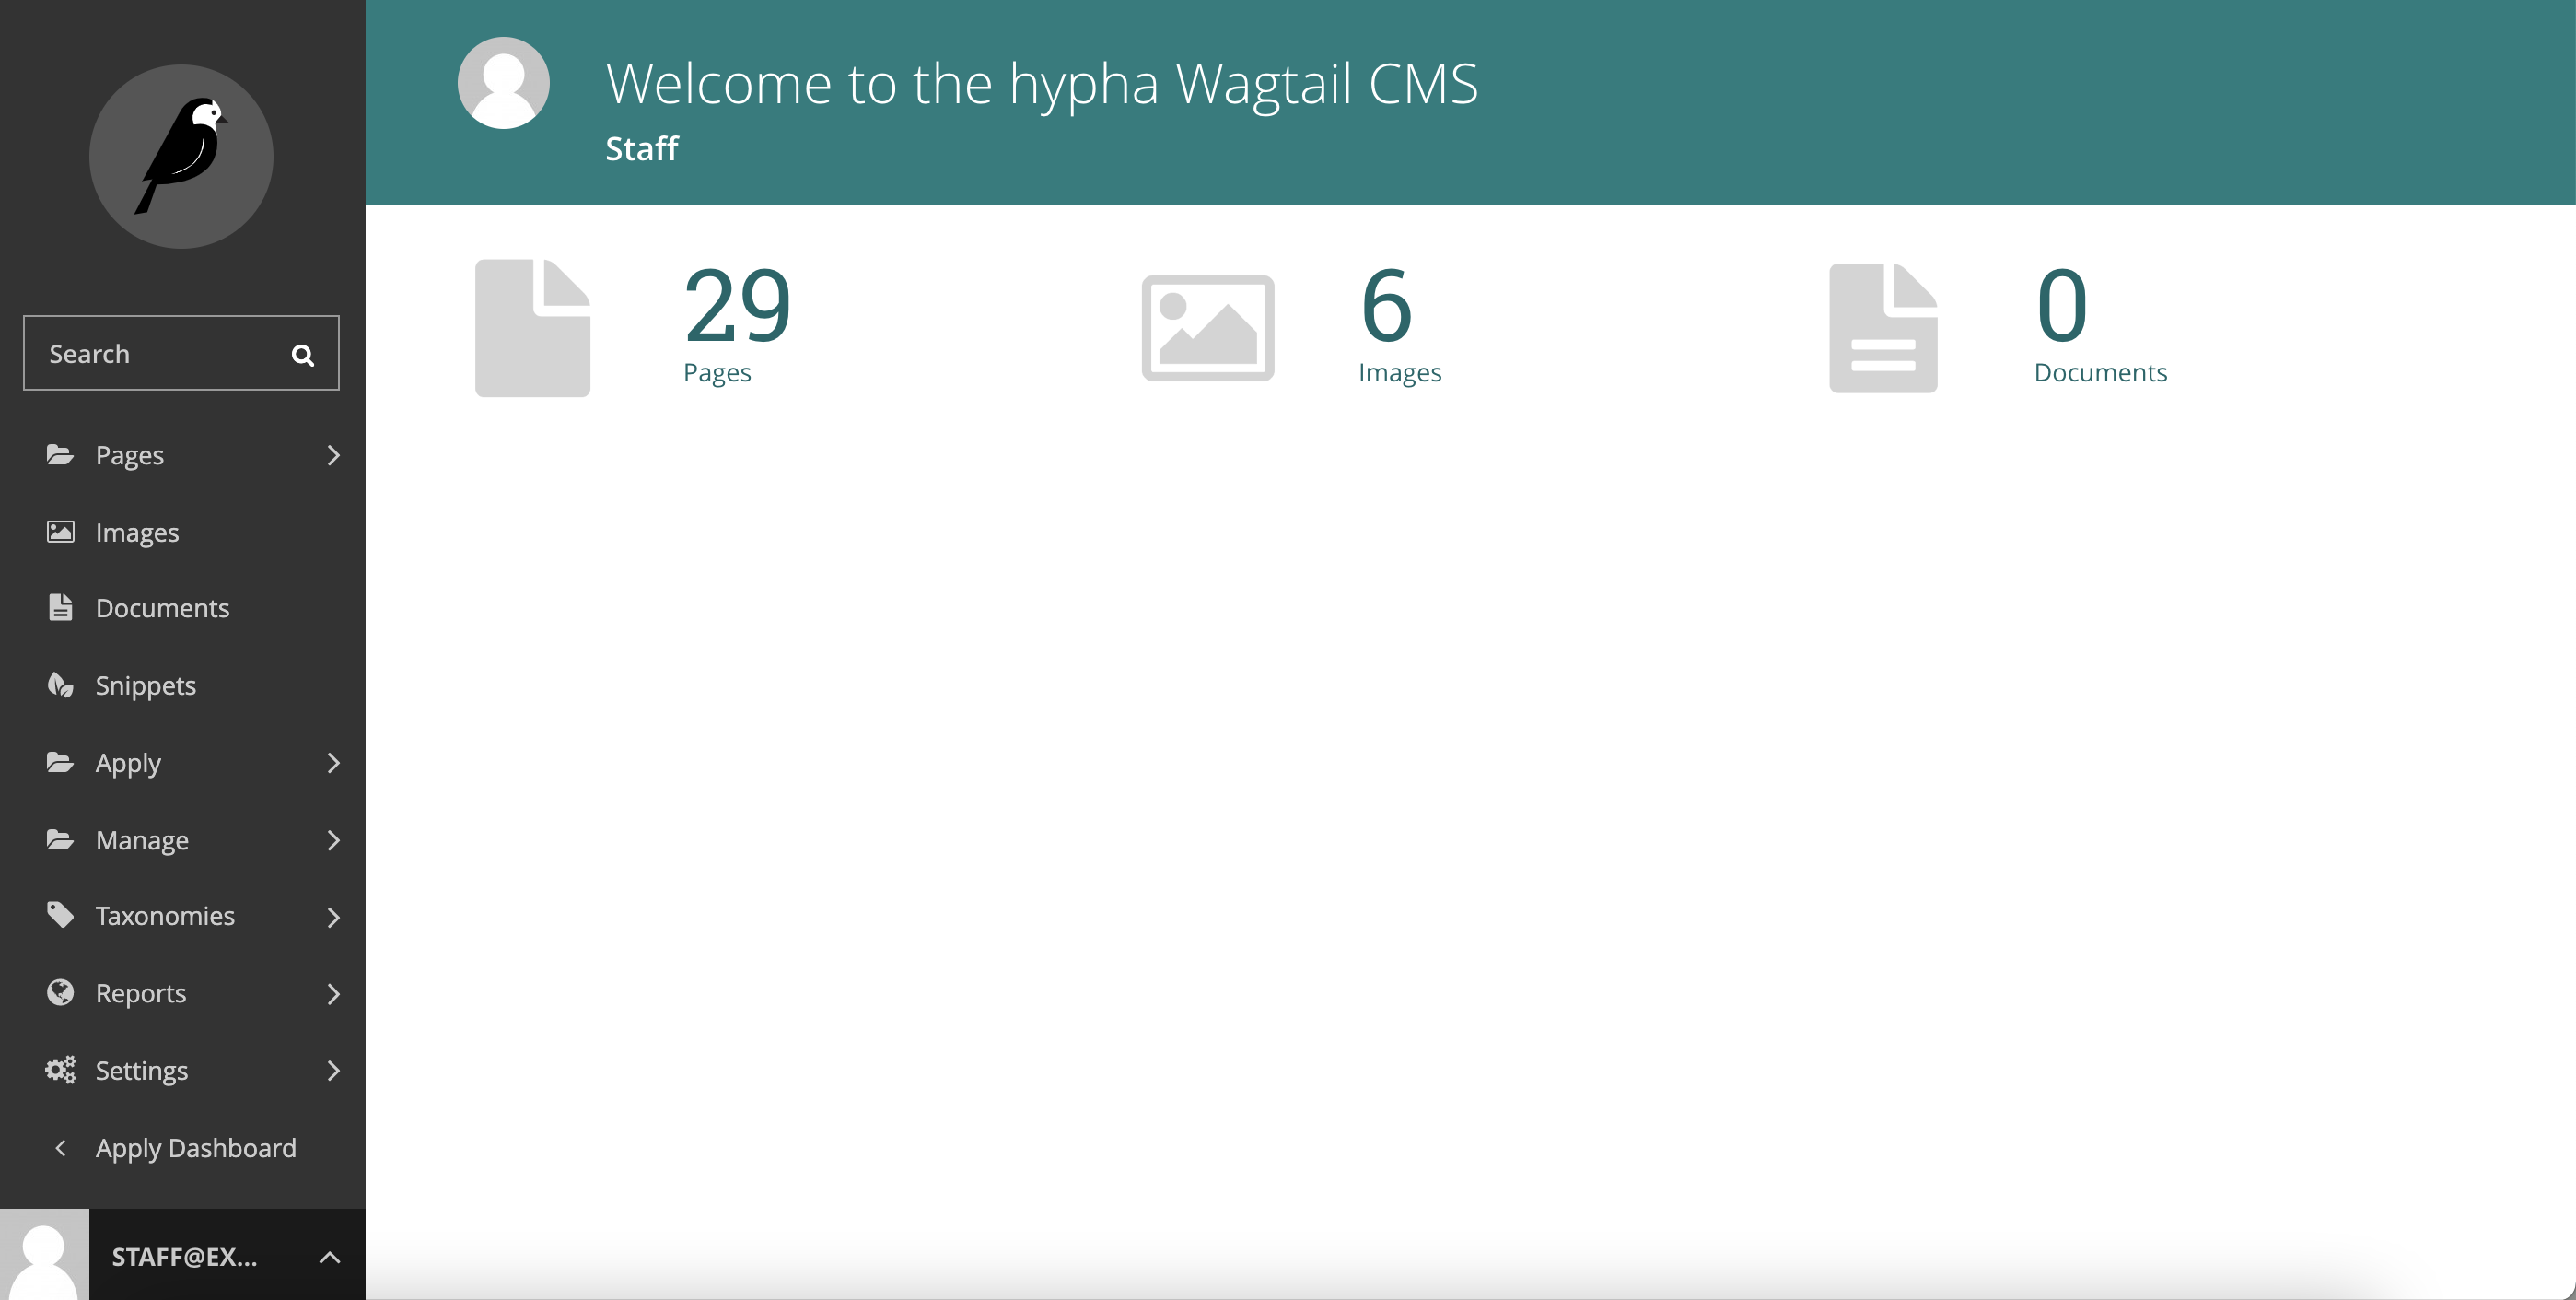 Search
Pages
Images
Documents
Snippets
Apply
Manage
Taxonomies
Reports
Settings
Apply Dashboard
STAFF@EX...
Welcome to the hypha Wagtail CMS
Staff
29
Pages
6
Images
0
Documents